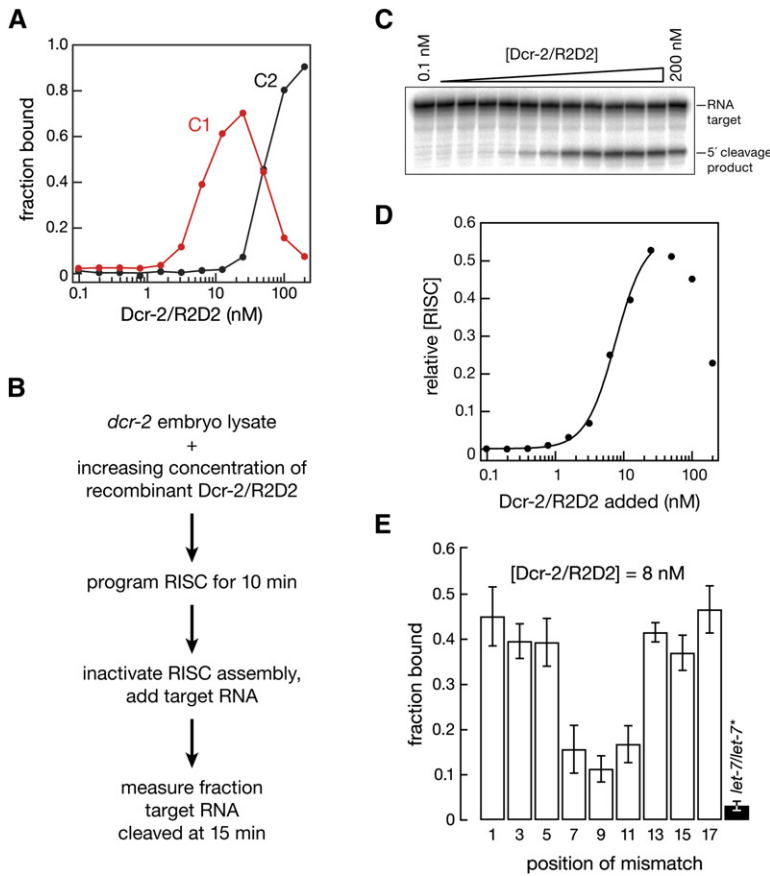 A
1.0
0.8
0.6
0.4
0.2
0
fraction bound
C1
C2
0.1
1
10
100
Dcr-2/R2D2 (nM)
B
dcr-2 embryo lysate
+
increasing concentration of
recombinant Dcr-2/R2D2
program RISC for 10 min
inactivate RISC assembly,
add target RNA
measure fraction
target RNA
cleaved at 15 min
C
0.1 nM
[Dcr-2/R2D2]
200 nM
RNA
target
5´ cleavage
product
D
0.6
0.5
0.4
0.3
0.2
0.1
0
relative [RISC]
0.1
1
10
100
Dcr-2/R2D2 added (nM)
E
0.6
0.5
0.4
0.3
0.2
0.1
0
fraction bound
[Dcr-2/R2D2] = 8 nM
let-7/let-7*
1 3 5 7 9 11 13 15 17
position of mismatch